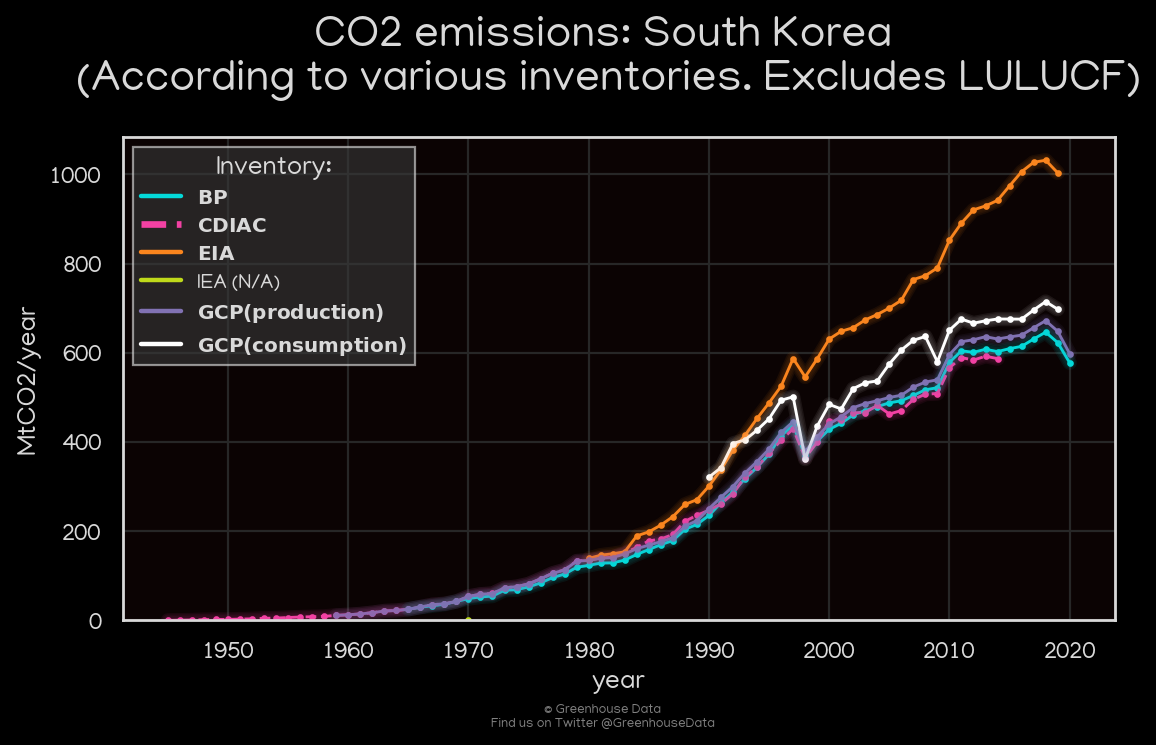 CO2 emissions: South Korea
(According to various inventories. Excludes LULUCF)
Inventory:
BP
CDIAC
EIA
IEA (N/A)
GCP(production)
GCP(consumption)
MtCO2/year
1000
800
600
400
200
0
1950 1960 1970 1980 1990 2000 2010 2020
year
© Greenhouse Data
Find us on Twitter @GreenhouseData